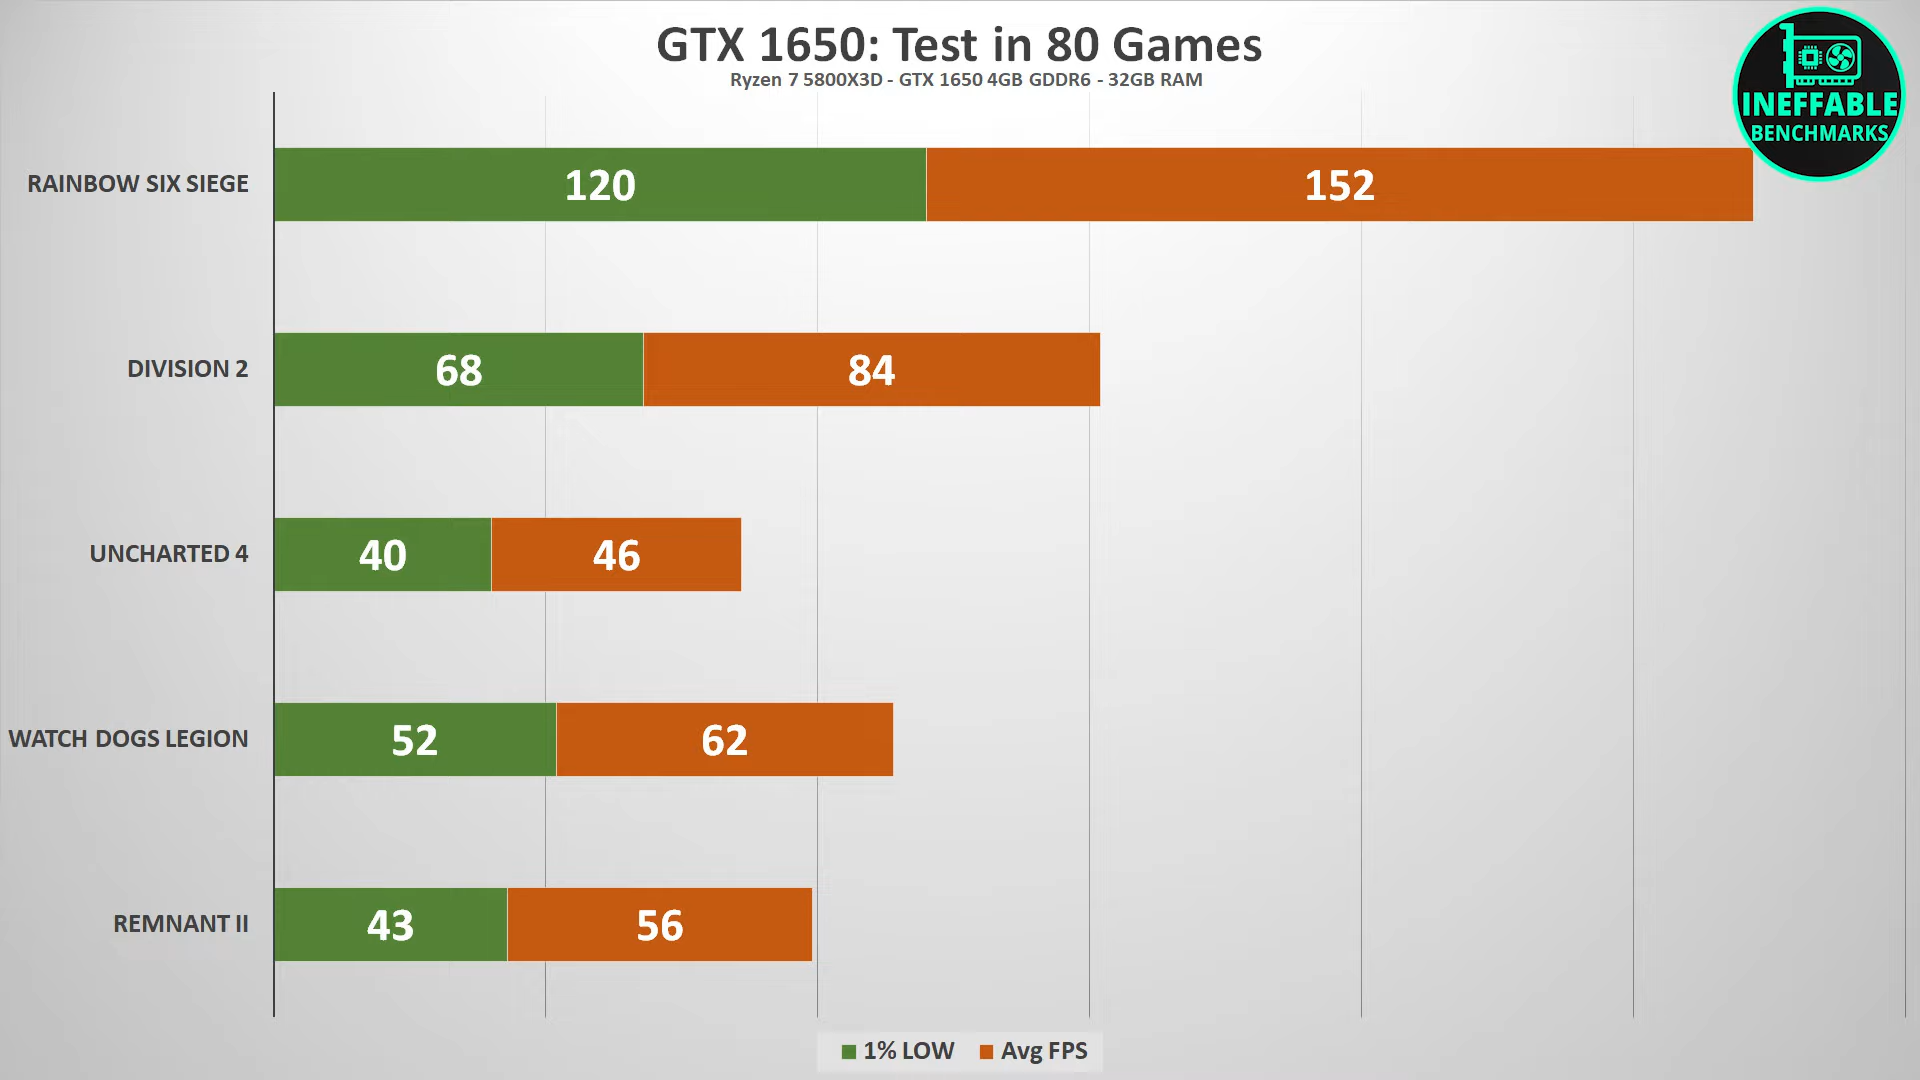 GTX 1650: Test in 80 Games
Ryzen 7 5800X3D - GTX 1650 4GB GDDR6 - 32GB RAM
INEFFABLE
BENCHMARKS
RAINBOW SIX SIEGE 120 152
DIVISION 2 68 84
UNCHARTED 4 40 46
WATCH DOGS LEGION 52 62
REMNANT II 43 56
1% LOW Avg FPS